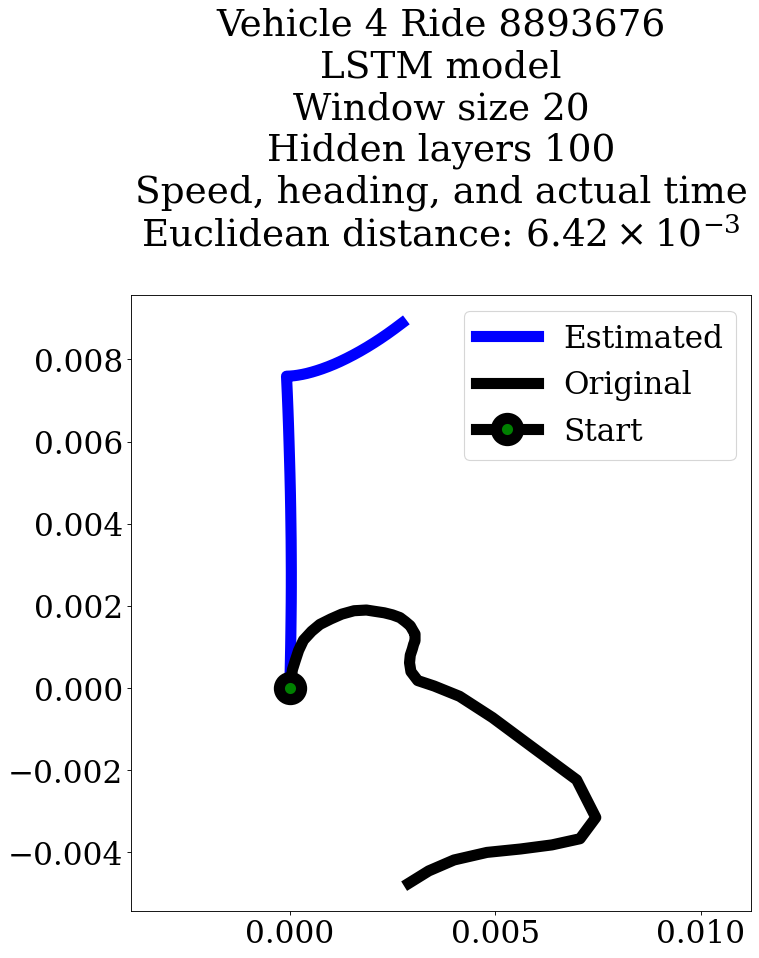 Vehicle 4 Ride 8893676
LSTM model
Window size 20
Hidden layers 100
Speed, heading, and actual time
Euclidean distance: 6.42 × 10⁻³
Estimated
Original
Start
0.008
0.006
0.004
0.002
0.000
−0.002
−0.004
0.000 0.005 0.010